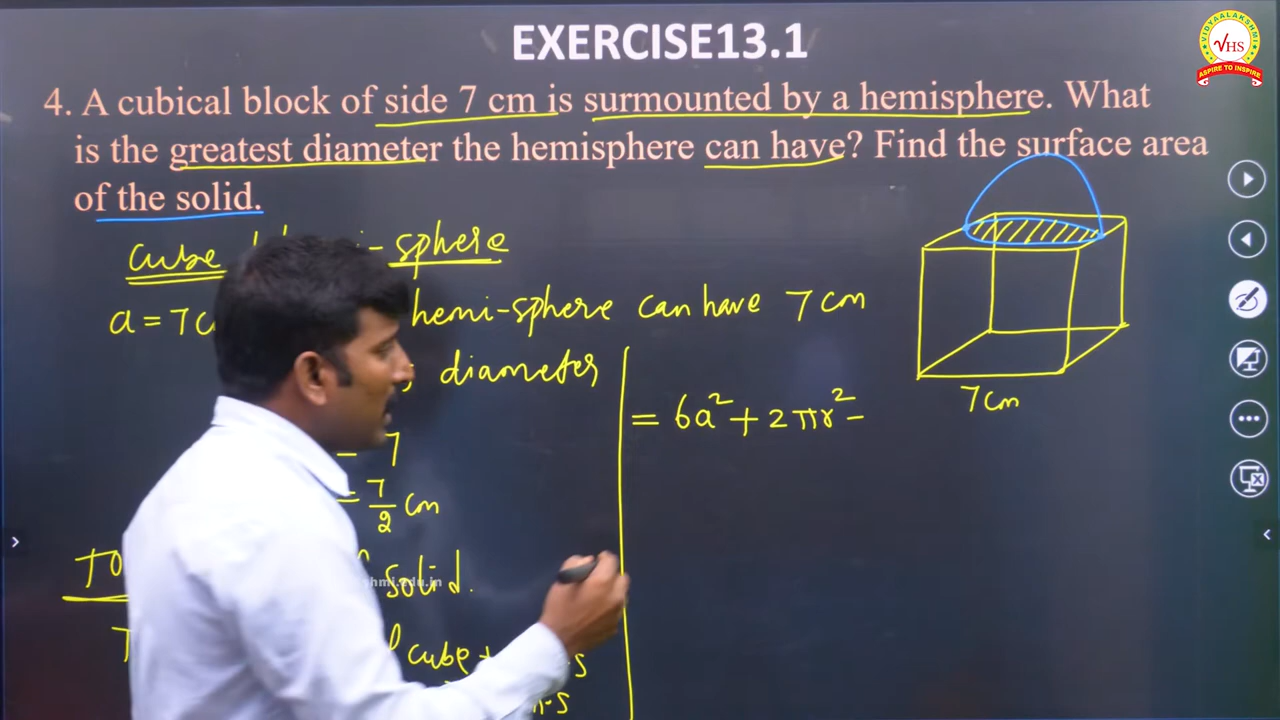 EXERCISE13.1
VIDYAALAKSHMI
VHS
ASPIRE TO INSPIRE
4. A cubical block of side 7 cm is surmounted by a hemisphere. What
is the greatest diameter the hemisphere can have? Find the surface area
of the solid.
Cube - sphere
a = 7 hemi-sphere can have 7 cm
diameter
= 6a² + 2πr² -
7cm
= 7
= 7/2 cm
solid.
cube +